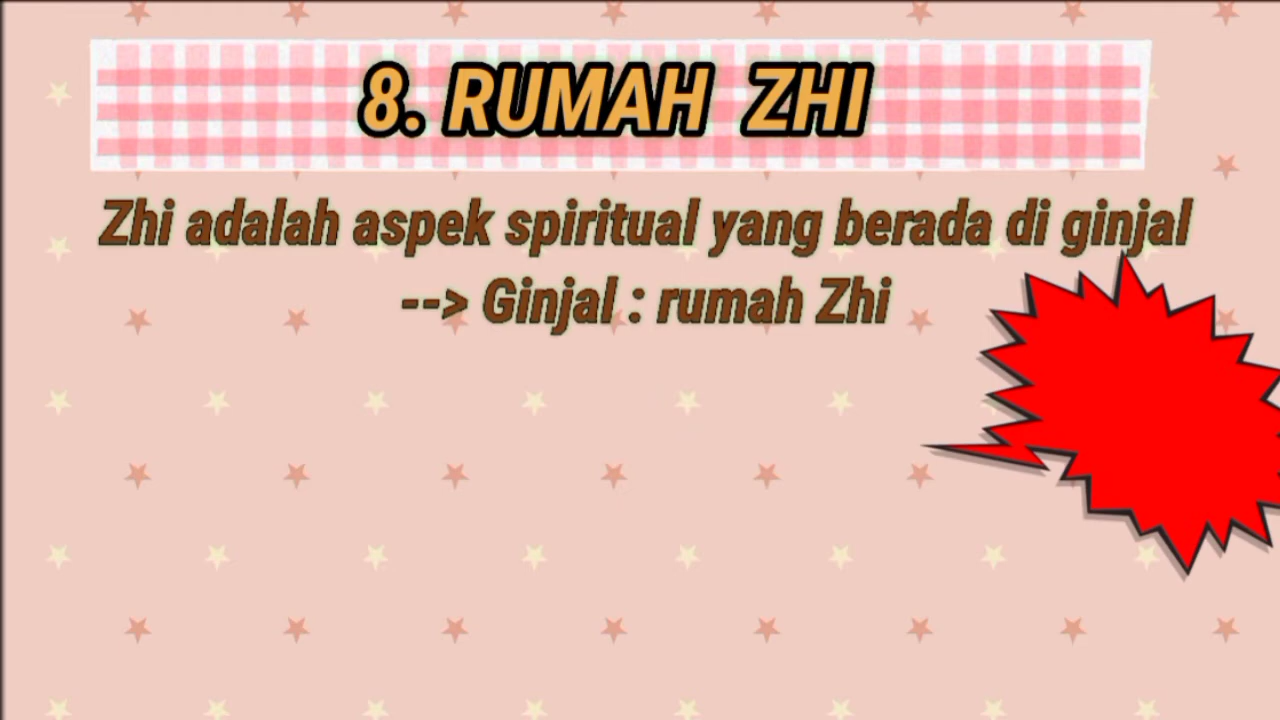 8. RUMAH ZHI
Zhi adalah aspek spiritual yang berada di ginjal
--> Ginjal : rumah Zhi